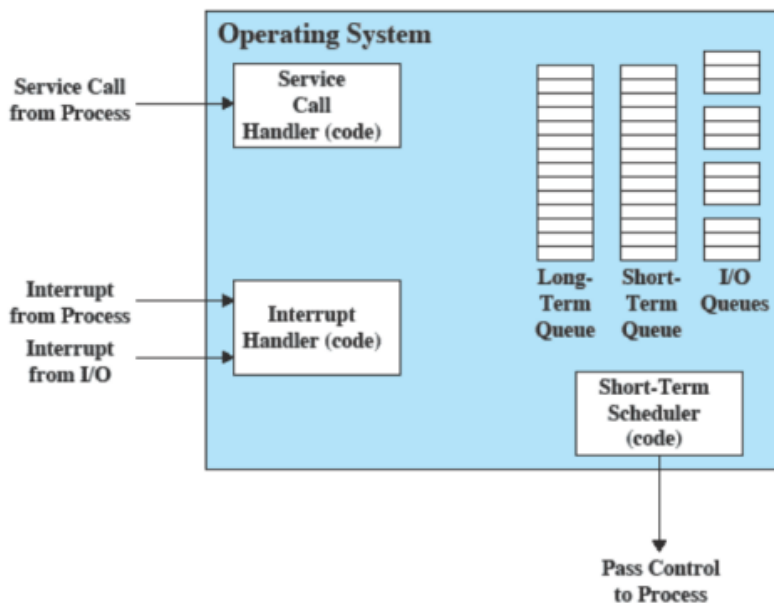 Operating System
Service Call
from Process
Service
Call
Handler (code)
Interrupt
from Process
Interrupt
from I/O
Interrupt
Handler (code)
Long-
Term
Queue
Short-
Term
Queue
I/O
Queues
Short-Term
Scheduler
(code)
Pass Control
to Process